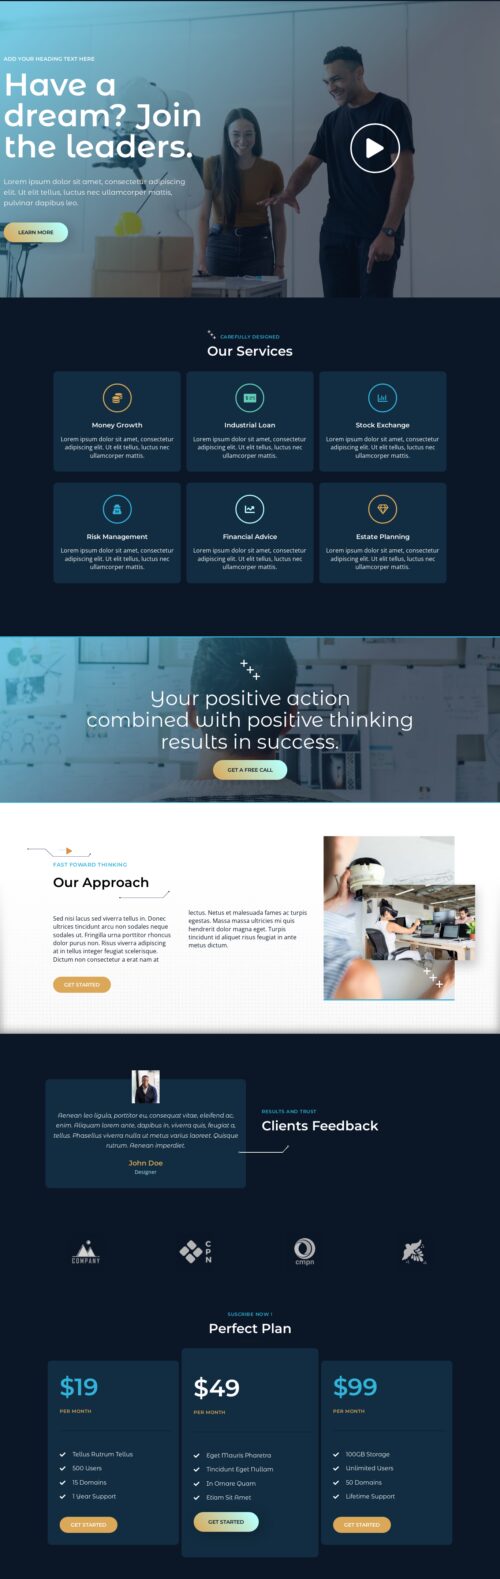 ADD YOUR HEADING TEXT HERE
Have a
dream? Join
the leaders.
Lorem ipsum dolor sit amet, consectetur adipiscing
elit. Ut elit tellus, luctus nec ullamcorper mattis,
pulvinar dapibus leo.
LEARN MORE
CAREFULLY DESIGNED
Our Services
Money Growth
Lorem ipsum dolor sit amet, consectetur
adipiscing elit. Ut elit tellus, luctus nec
ullamcorper mattis.
Industrial Loan
Lorem ipsum dolor sit amet, consectetur
adipiscing elit. Ut elit tellus, luctus nec
ullamcorper mattis.
Stock Exchange
Lorem ipsum dolor sit amet, consectetur
adipiscing elit. Ut elit tellus, luctus nec
ullamcorper mattis.
Risk Management
Lorem ipsum dolor sit amet, consectetur
adipiscing elit. Ut elit tellus, luctus nec
ullamcorper mattis.
Financial Advice
Lorem ipsum dolor sit amet, consectetur
adipiscing elit. Ut elit tellus, luctus nec
ullamcorper mattis.
Estate Planning
Lorem ipsum dolor sit amet, consectetur
adipiscing elit. Ut elit tellus, luctus nec
ullamcorper mattis.
Your positive action
combined with positive thinking
results in success.
GET A FREE CALL
FAST FOWARD THINKING
Our Approach
Sed nisi lacus sed viverra tellus in. Donec
ultrices tincidunt arcu non sodales neque
sodales ut. Fringilla urna porttitor rhoncus
dolor purus non. Risus viverra adipiscing
at in tellus integer feugiat scelerisque.
Dictum non consectetur a erat nam at
lectus. Netus et malesuada fames ac turpis
egestas. Massa massa ultricies mi quis
hendrerit dolor magna eget. Turpis
tincidunt id aliquet risus feugiat in ante
metus dictum.
GET STARTED
Aenean leo ligula, porttitor eu, consequat vitae, eleifend ac,
enim. Aliquam lorem ante, dapibus in, viverra quis, feugiat a,
tellus. Phasellus viverra nulla ut metus varius laoreet. Quisque
rutrum. Aenean imperdiet.
John Doe
Designer
RESULTS AND TRUST
Clients Feedback
COMPANY
C
P
N
cmpn
SUSCRIBE NOW !
Perfect Plan
$19
PER MONTH
Tellus Rutrum Tellus
500 Users
15 Domains
1 Year Support
GET STARTED
$49
PER MONTH
Eget Mauris Pharetra
Tincidunt Eget Nullam
In Ornare Quam
Etiam Sit Amet
GET STARTED
$99
PER MONTH
100GB Storage
Unlimited Users
50 Domains
Lifetime Support
GET STARTED